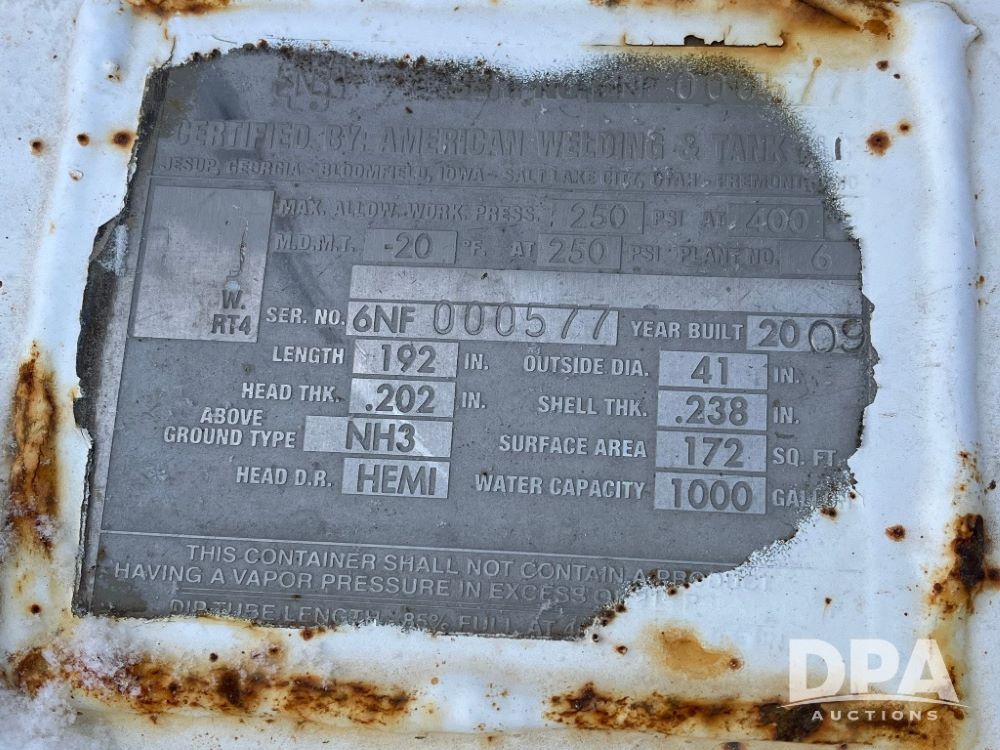 CERTIFIED BY: AMERICAN WELDING & TANK
JESUP, GEORGIA - BLOOMFIELD, IOWA - SALT LAKE CITY, UTAH - FREMONT,
MAX. ALLOW. WORK. PRESS. 250 PSI AT 400
M.D.M.T. -20 °F. AT 250 PSI PLANT NO. 6
W.
RT4
SER. NO. 6NF 000577 YEAR BUILT 2009
LENGTH 192 IN. OUTSIDE DIA. 41 IN.
HEAD THK. .202 IN. SHELL THK. .238 IN.
ABOVE GROUND TYPE NH3 SURFACE AREA 172 SQ. FT
HEAD D.R. HEMI WATER CAPACITY 1000
THIS CONTAINER SHALL NOT CONTAIN A PRODUCT
HAVING A VAPOR PRESSURE IN EXCESS
DIP TUBE LENGTH 85% FULL AT
DPA
AUCTIONS